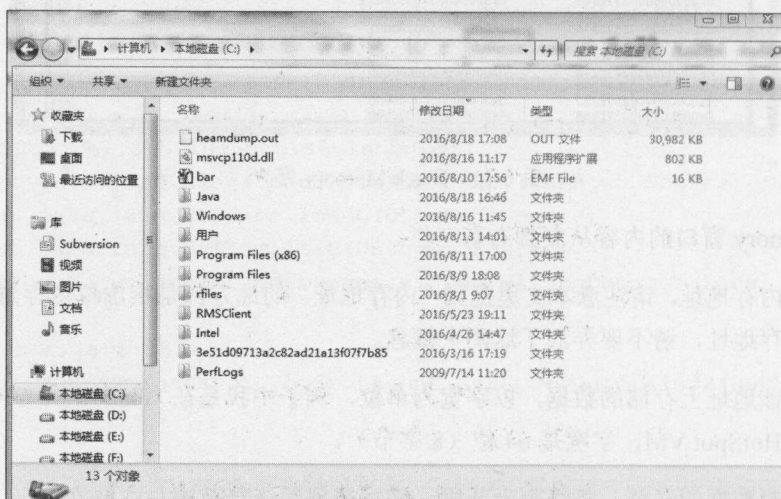 计算机 ▸ 本地磁盘 (C:) ▸
搜索 本地磁盘 (C:)
组织 共享 新建文件夹
收藏夹
下载
桌面
最近访问的位置
库
Subversion
视频
图片
文档
音乐
计算机
本地磁盘 (C:)
本地磁盘 (D:)
本地磁盘 (E:)
本地磁盘 (F:)
名称 修改日期 类型 大小
heapdump.out 2016/8/18 17:08 OUT 文件 30,982 KB
msvcp110d.dll 2016/8/16 11:17 应用程序扩展 802 KB
bar 2016/8/10 17:56 EMF File 16 KB
Java 2016/8/18 16:46 文件夹
Windows 2016/8/16 11:45 文件夹
用户 2016/8/13 14:22 文件夹
Program Files (x86) 2016/8/11 17:00 文件夹
Program Files 2016/8/9 18:08 文件夹
Files 2016/8/1 9:07 文件夹
RMSClient 2016/5/23 19:11 文件夹
Intel 2016/4/26 14:47 文件夹
3e51d09713a2c82ad21a13f07f7b85 2016/3/16 17:19 文件夹
PerfLogs 2009/7/14 11:20 文件夹
13 个对象